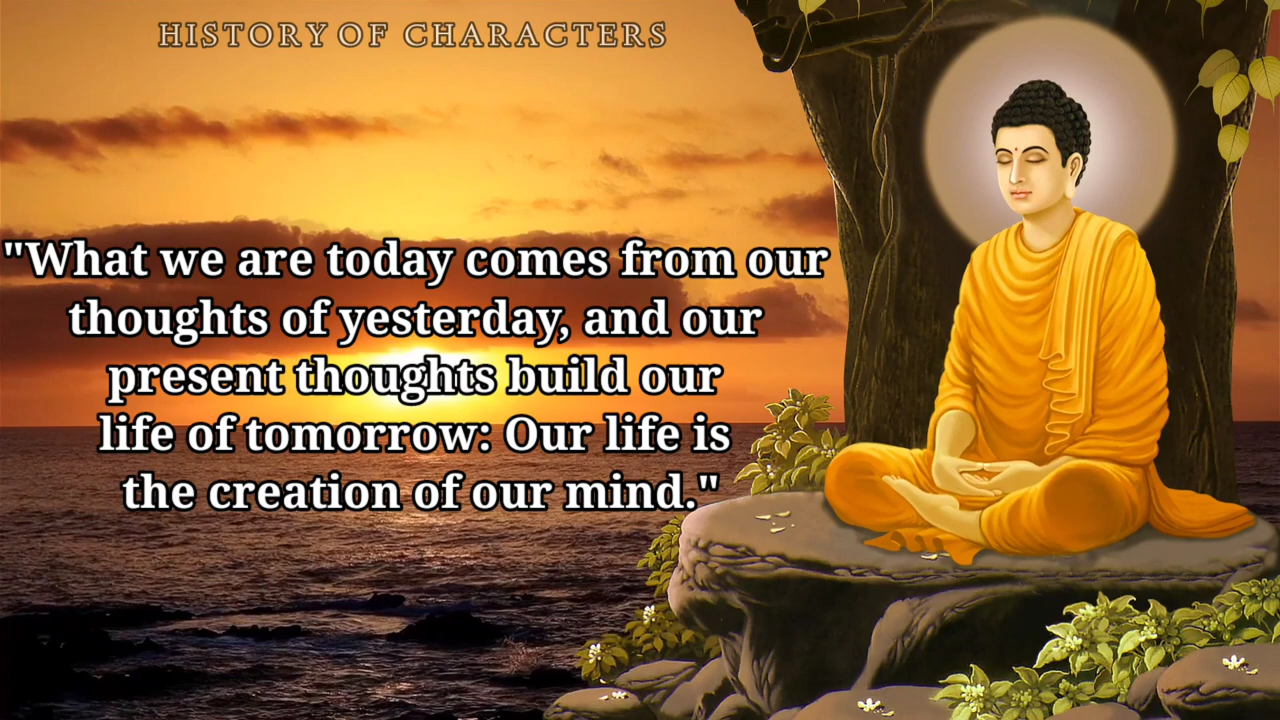 HISTORY OF CHARACTERS
"What we are today comes from our
thoughts of yesterday, and our
present thoughts build our
life of tomorrow: Our life is
the creation of our mind."